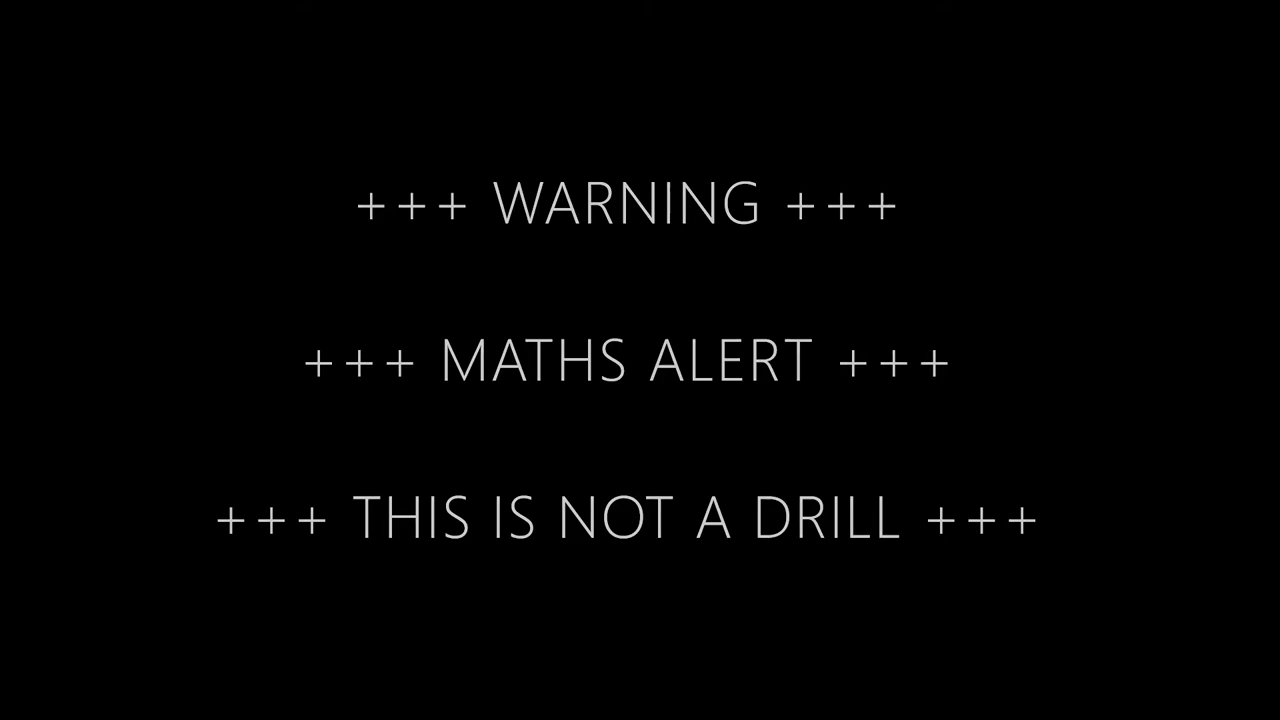 +++ WARNING +++
+++ MATHS ALERT +++
+++ THIS IS NOT A DRILL +++